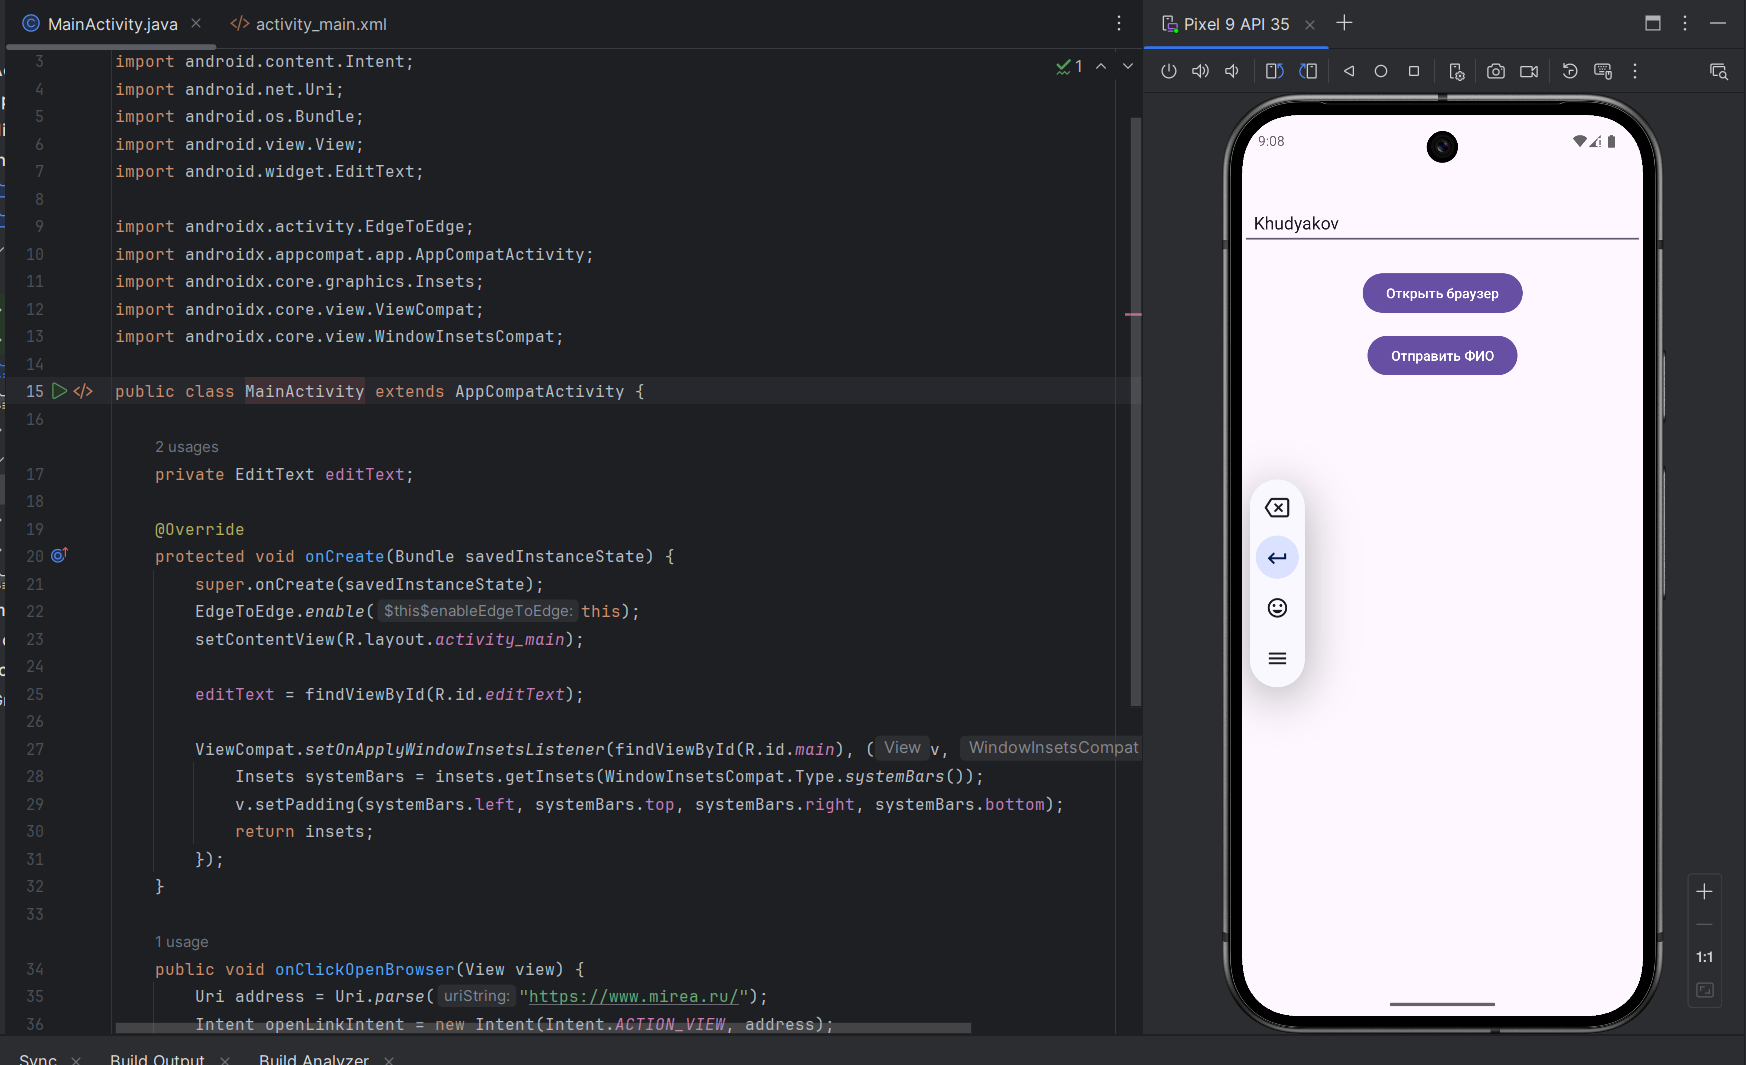 MainActivity.java
activity_main.xml
Pixel 9 API 35
1
3 import android.content.Intent;
4 import android.net.Uri;
5 import android.os.Bundle;
6 import android.view.View;
7 import android.widget.EditText;
8
9 import androidx.activity.EdgeToEdge;
10 import androidx.appcompat.app.AppCompatActivity;
11 import androidx.core.graphics.Insets;
12 import androidx.core.view.ViewCompat;
13 import androidx.core.view.WindowInsetsCompat;
14
15 public class MainActivity extends AppCompatActivity {
16
2 usages
17 private EditText editText;
18
19 @Override
20 protected void onCreate(Bundle savedInstanceState) {
21 super.onCreate(savedInstanceState);
22 EdgeToEdge.enable( $this$enableEdgeToEdge: this);
23 setContentView(R.layout.activity_main);
24
25 editText = findViewById(R.id.editText);
26
27 ViewCompat.setOnApplyWindowInsetsListener(findViewById(R.id.main), ( View v, WindowInsetsCompat
28 Insets systemBars = insets.getInsets(WindowInsetsCompat.Type.systemBars());
29 v.setPadding(systemBars.left, systemBars.top, systemBars.right, systemBars.bottom);
30 return insets;
31 });
32 }
33
1 usage
34 public void onClickOpenBrowser(View view) {
35 Uri address = Uri.parse( uriString: "https://www.mirea.ru/");
36 Intent openLinkIntent = new Intent(Intent.ACTION_VIEW, address);
Sync
Build Output
Build Analyzer
9:08
Khudyakov
Открыть браузер
Отправить ФИО
1:1